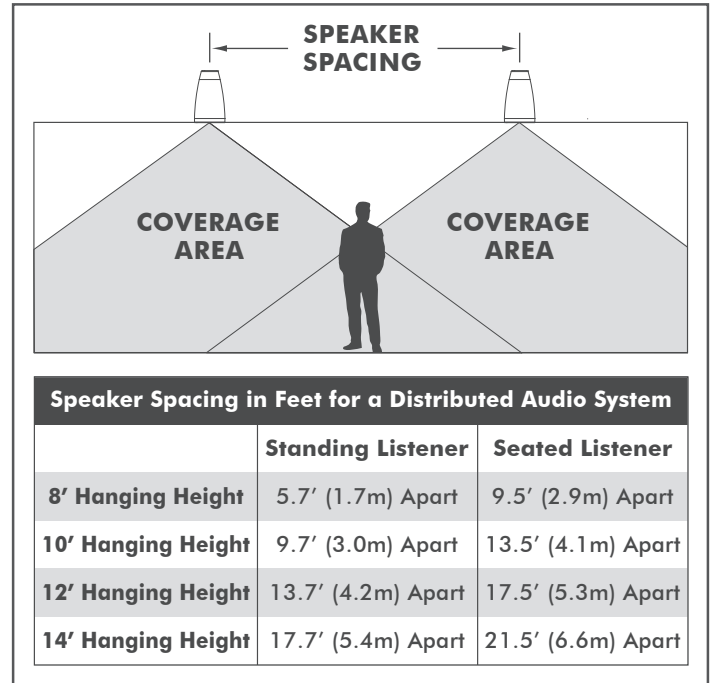 SPEAKER
SPACING
COVERAGE
AREA
COVERAGE
AREA
Speaker Spacing in Feet for a Distributed Audio System
Standing Listener Seated Listener
8′ Hanging Height 5.7′ (1.7m) Apart 9.5′ (2.9m) Apart
10′ Hanging Height 9.7′ (3.0m) Apart 13.5′ (4.1m) Apart
12′ Hanging Height 13.7′ (4.2m) Apart 17.5′ (5.3m) Apart
14′ Hanging Height 17.7′ (5.4m) Apart 21.5′ (6.6m) Apart